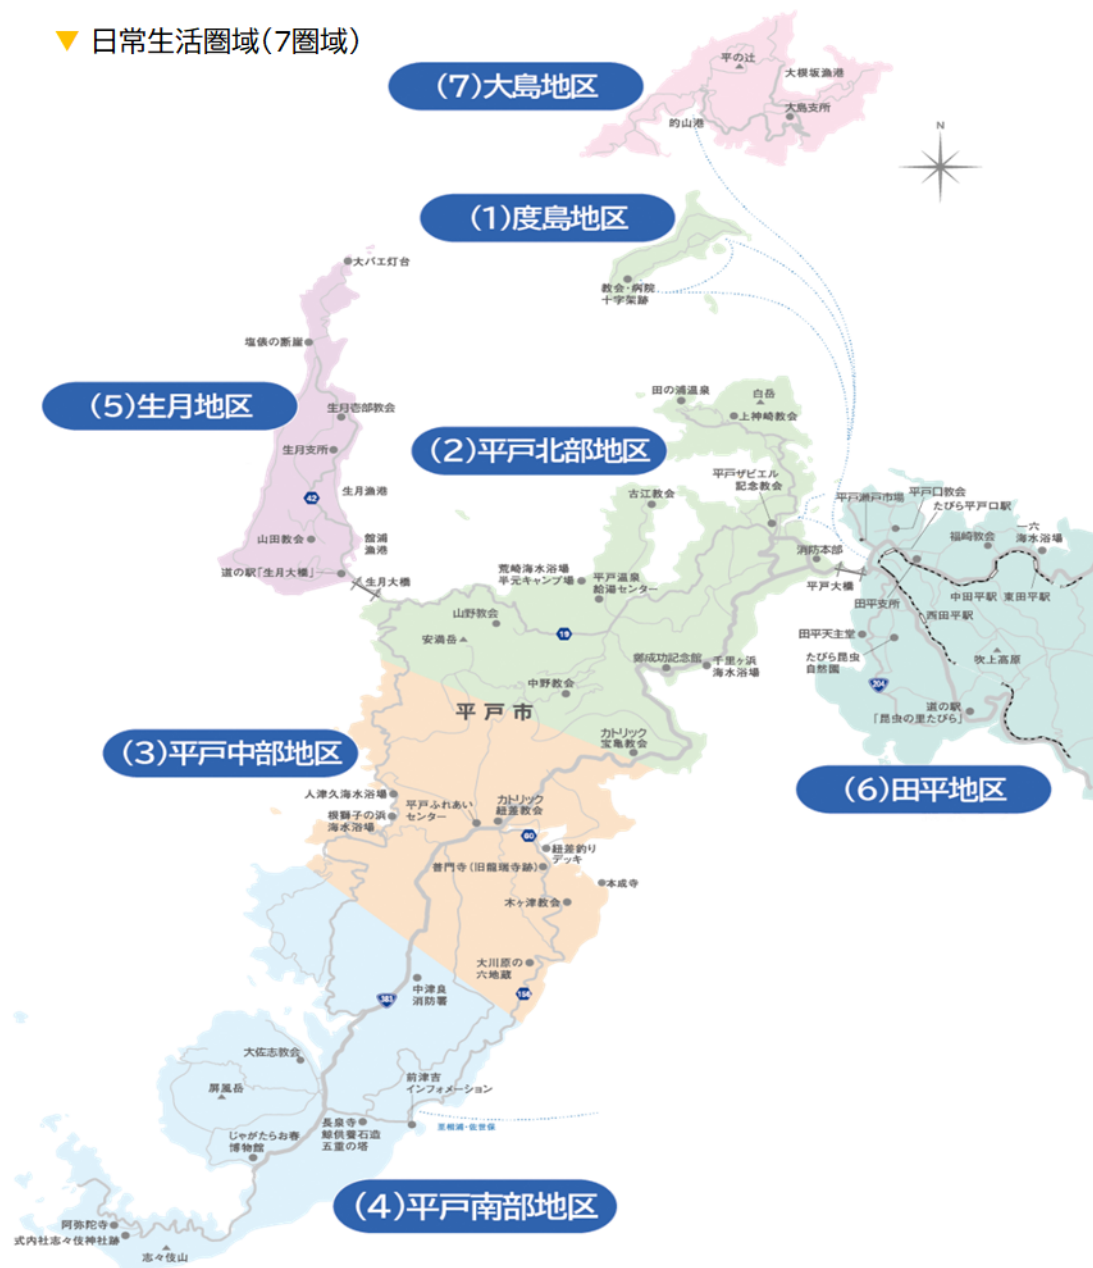 ▼ 日常生活圏域(7圏域)
(7)大島地区
平の辻
大根坂漁港
大島支所
的山港
N
(1)度島地区
教会・病院
十字架跡
大バエ灯台
塩俵の断崖
(5)生月地区
生月壱部教会
生月支所
42
生月漁港
山田教会
舘浦
漁港
道の駅「生月大橋」
生月大橋
(2)平戸北部地区
田の浦温泉
白岳
上神崎教会
平戸ザビエル
記念教会
古江教会
消防本部
平戸大橋
荒崎海水浴場
半元キャンプ場
平戸温泉
給湯センター
山野教会
安満岳
19
鄭成功記念館
千里ヶ浜
海水浴場
中野教会
平戸市
カトリック
宝亀教会
平戸瀬戸市場
平戸口教会
たびら平戸口駅
福崎教会
一六
海水浴場
田平支所
中田平駅
東田平駅
西田平駅
田平天主堂
たびら昆虫
自然園
吹上高原
204
道の駅
「昆虫の里たびら」
(6)田平地区
(3)平戸中部地区
人津久海水浴場
根獅子の浜
海水浴場
平戸ふれあい
センター
カトリック
紐差教会
60
紐差釣り
デッキ
普門寺(旧龍瑞寺跡)
本成寺
木ヶ津教会
大川原の
六地蔵
156
中津良
消防署
383
大佐志教会
屏風岳
前津吉
インフォメーション
至相浦・佐世保
じゃがたらお春
博物館
長泉寺
鯨供養石造
五重の塔
(4)平戸南部地区
阿弥陀寺
式内社志々伎神社跡
志々伎山